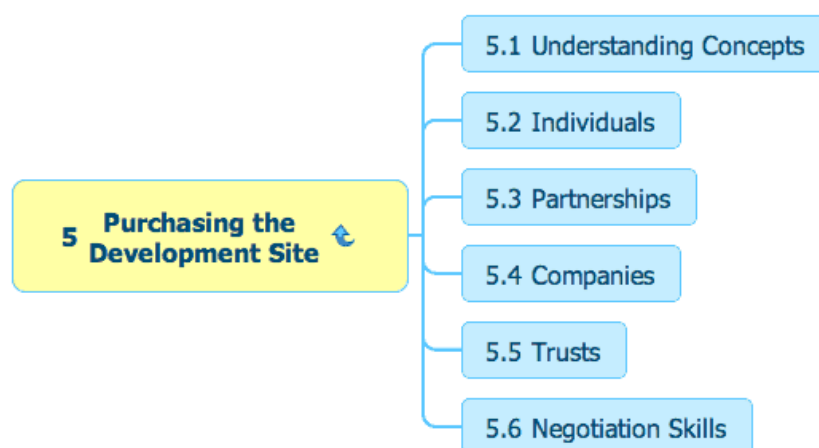 5 Purchasing the
Development Site
5.1 Understanding Concepts
5.2 Individuals
5.3 Partnerships
5.4 Companies
5.5 Trusts
5.6 Negotiation Skills